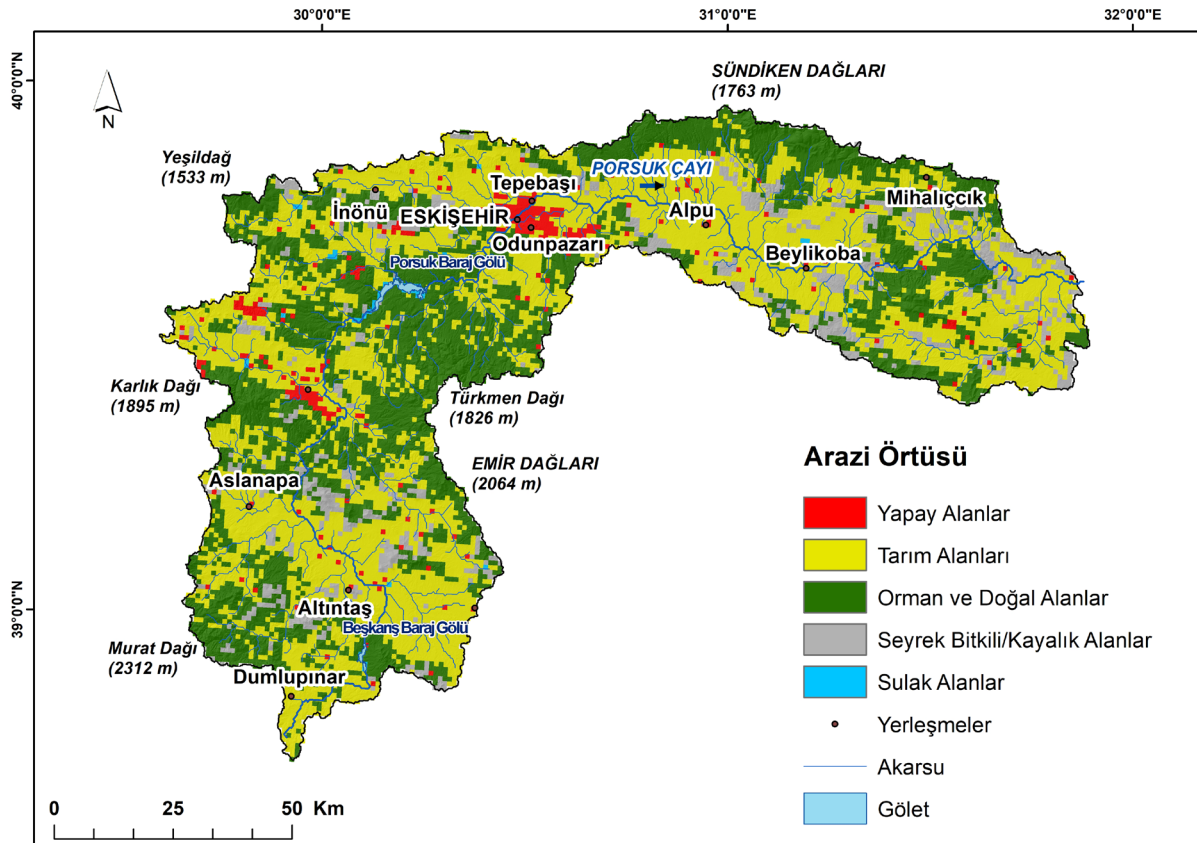 30°0'0"E
31°0'0"E
32°0'0"E
40°0'0"N
39°0'0"N
N
SÜNDİKEN DAĞLARI
(1763 m)
Yeşildağ
(1533 m)
PORSUK ÇAYI
Tepebaşı
Mihalıçcık
İnönü
ESKİŞEHİR
Alpu
Odunpazarı
Beylikoba
Porsuk Baraj Gölü
Karlık Dağı
(1895 m)
Türkmen Dağı
(1826 m)
EMİR DAĞLARI
(2064 m)
Aslanapa
Altıntaş
Beşkarış Baraj Gölü
Murat Dağı
(2312 m)
Dumlupınar
Arazi Örtüsü
Yapay Alanlar
Tarım Alanları
Orman ve Doğal Alanlar
Seyrek Bitkili/Kayalık Alanlar
Sulak Alanlar
Yerleşmeler
Akarsu
Gölet
0 25 50 Km